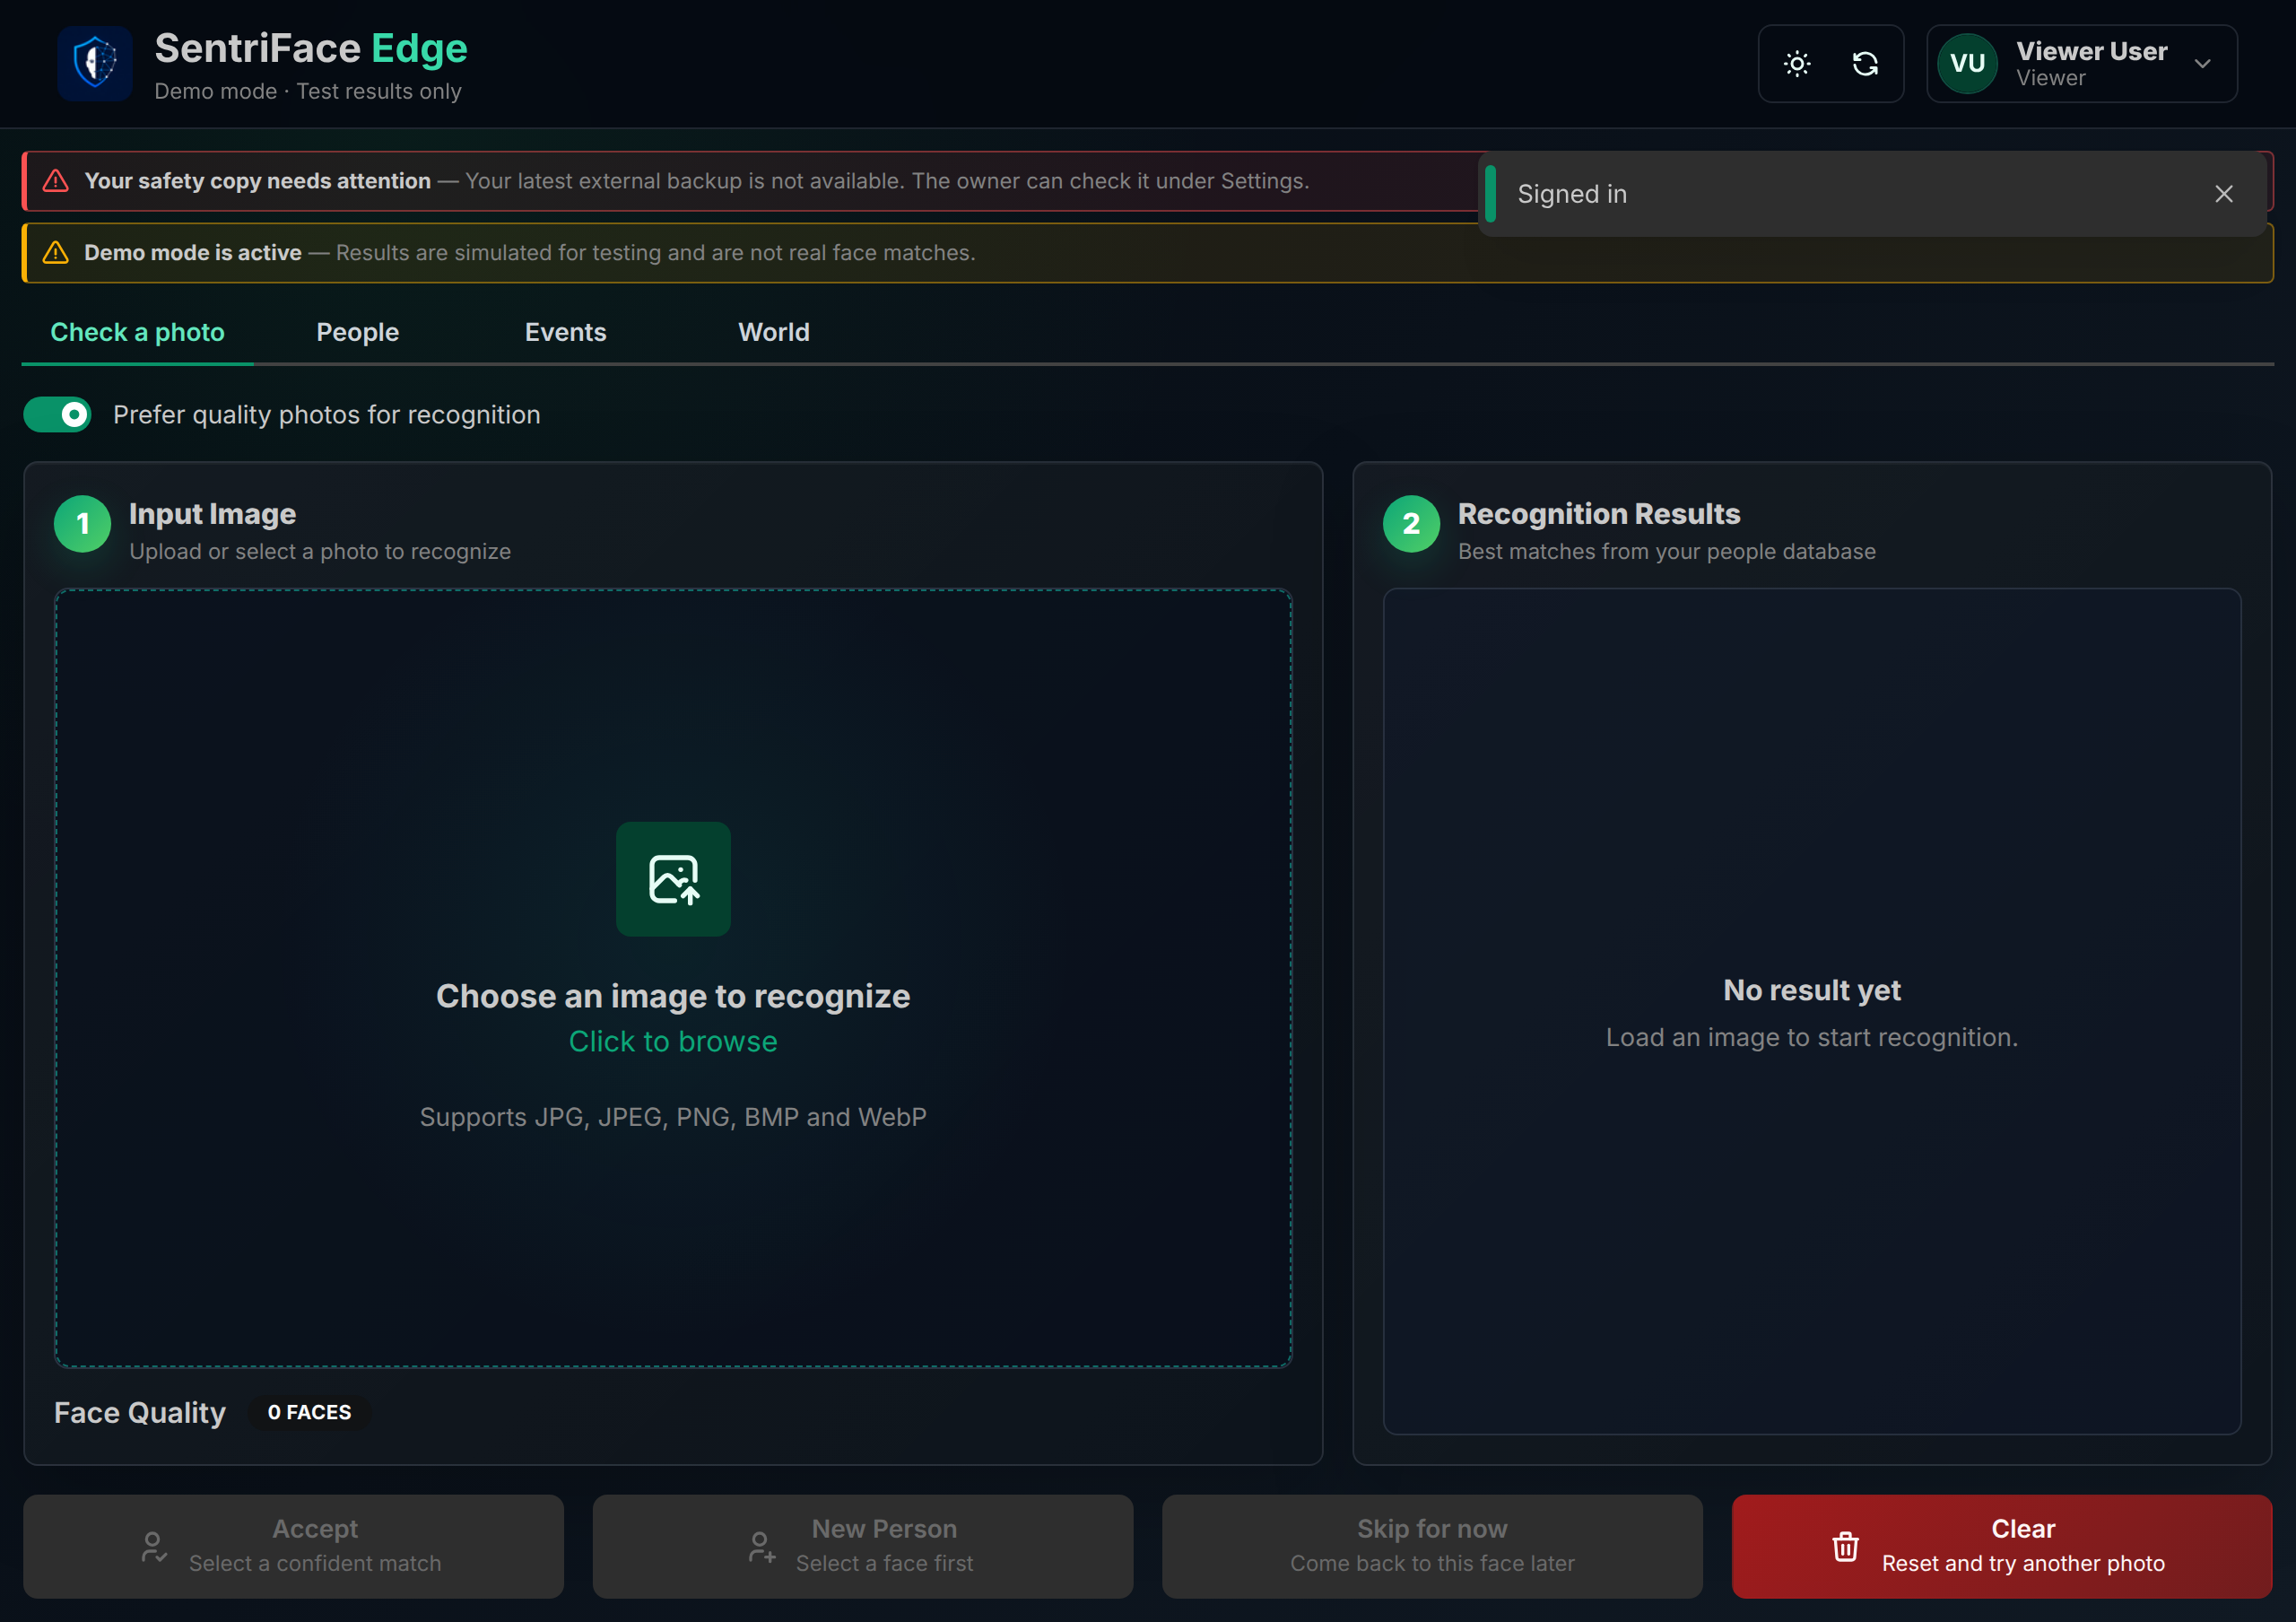 SentriFace Edge
Demo mode · Test results only
VU
Viewer User
Viewer
Your safety copy needs attention — Your latest external backup is not available. The owner can check it under Settings.
Signed in
Demo mode is active — Results are simulated for testing and are not real face matches.
Check a photo
People
Events
World
Prefer quality photos for recognition
1
Input Image
Upload or select a photo to recognize
Choose an image to recognize
Click to browse
Supports JPG, JPEG, PNG, BMP and WebP
Face Quality
0 FACES
2
Recognition Results
Best matches from your people database
No result yet
Load an image to start recognition.
Accept
Select a confident match
New Person
Select a face first
Skip for now
Come back to this face later
Clear
Reset and try another photo